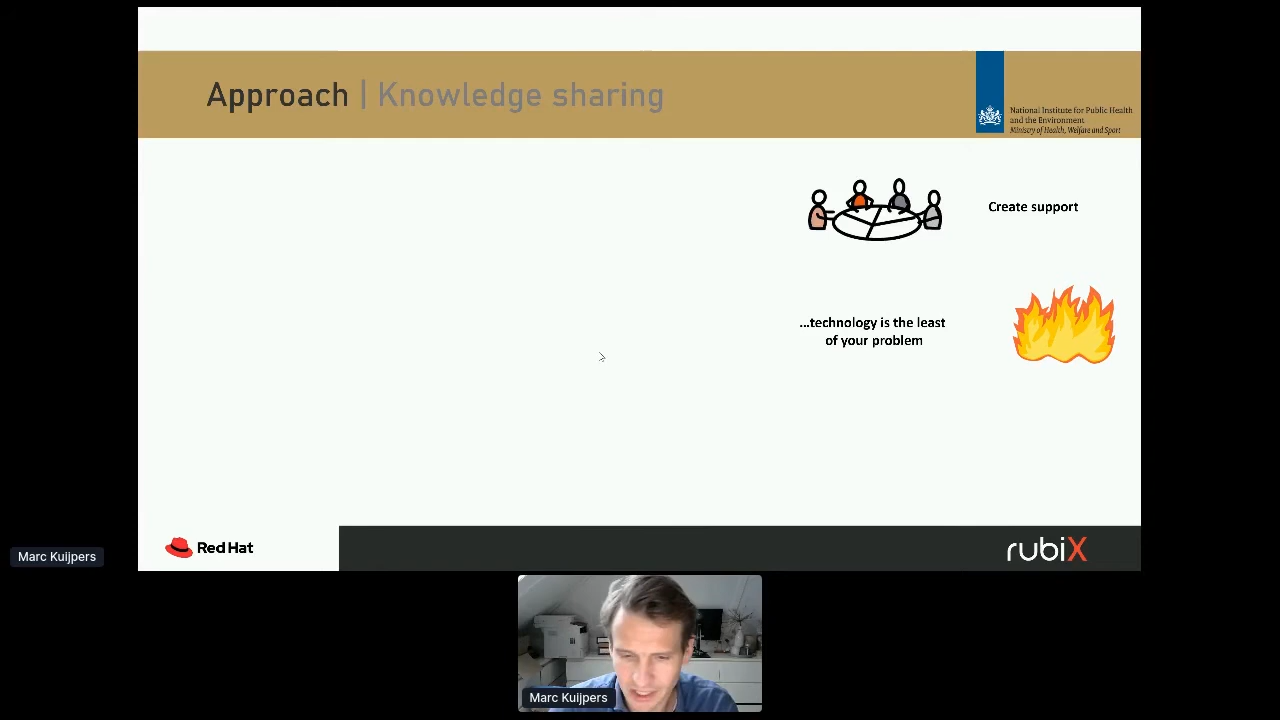 Approach | Knowledge sharing
National Institute for Public Health
and the Environment
Ministry of Health, Welfare and Sport
Create support
...technology is the least
of your problem
Red Hat
rubiX
Marc Kuijpers
Marc Kuijpers